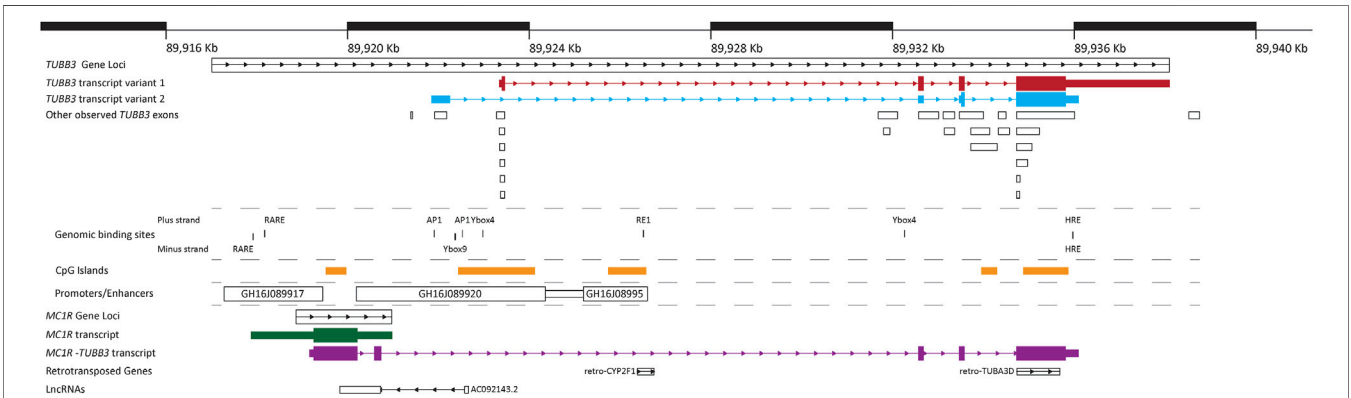 89,916 Kb 89,920 Kb 89,924 Kb 89,928 Kb 89,932 Kb 89,936 Kb 89,940 Kb
TUBB3 Gene Loci
TUBB3 transcript variant 1
TUBB3 transcript variant 2
Other observed TUBB3 exons
Plus strand RARE AP1 AP1 Ybox4 RE1 Ybox4 HRE
Genomic binding sites
Minus strand RARE Ybox9 HRE
CpG Islands
Promoters/Enhancers GH16J089917 GH16J089920 GH16J08995
MC1R Gene Loci
MC1R transcript
MC1R -TUBB3 transcript
Retrotransposed Genes retro-CYP2F1 retro-TUBA3D
LncRNAs AC092143.2